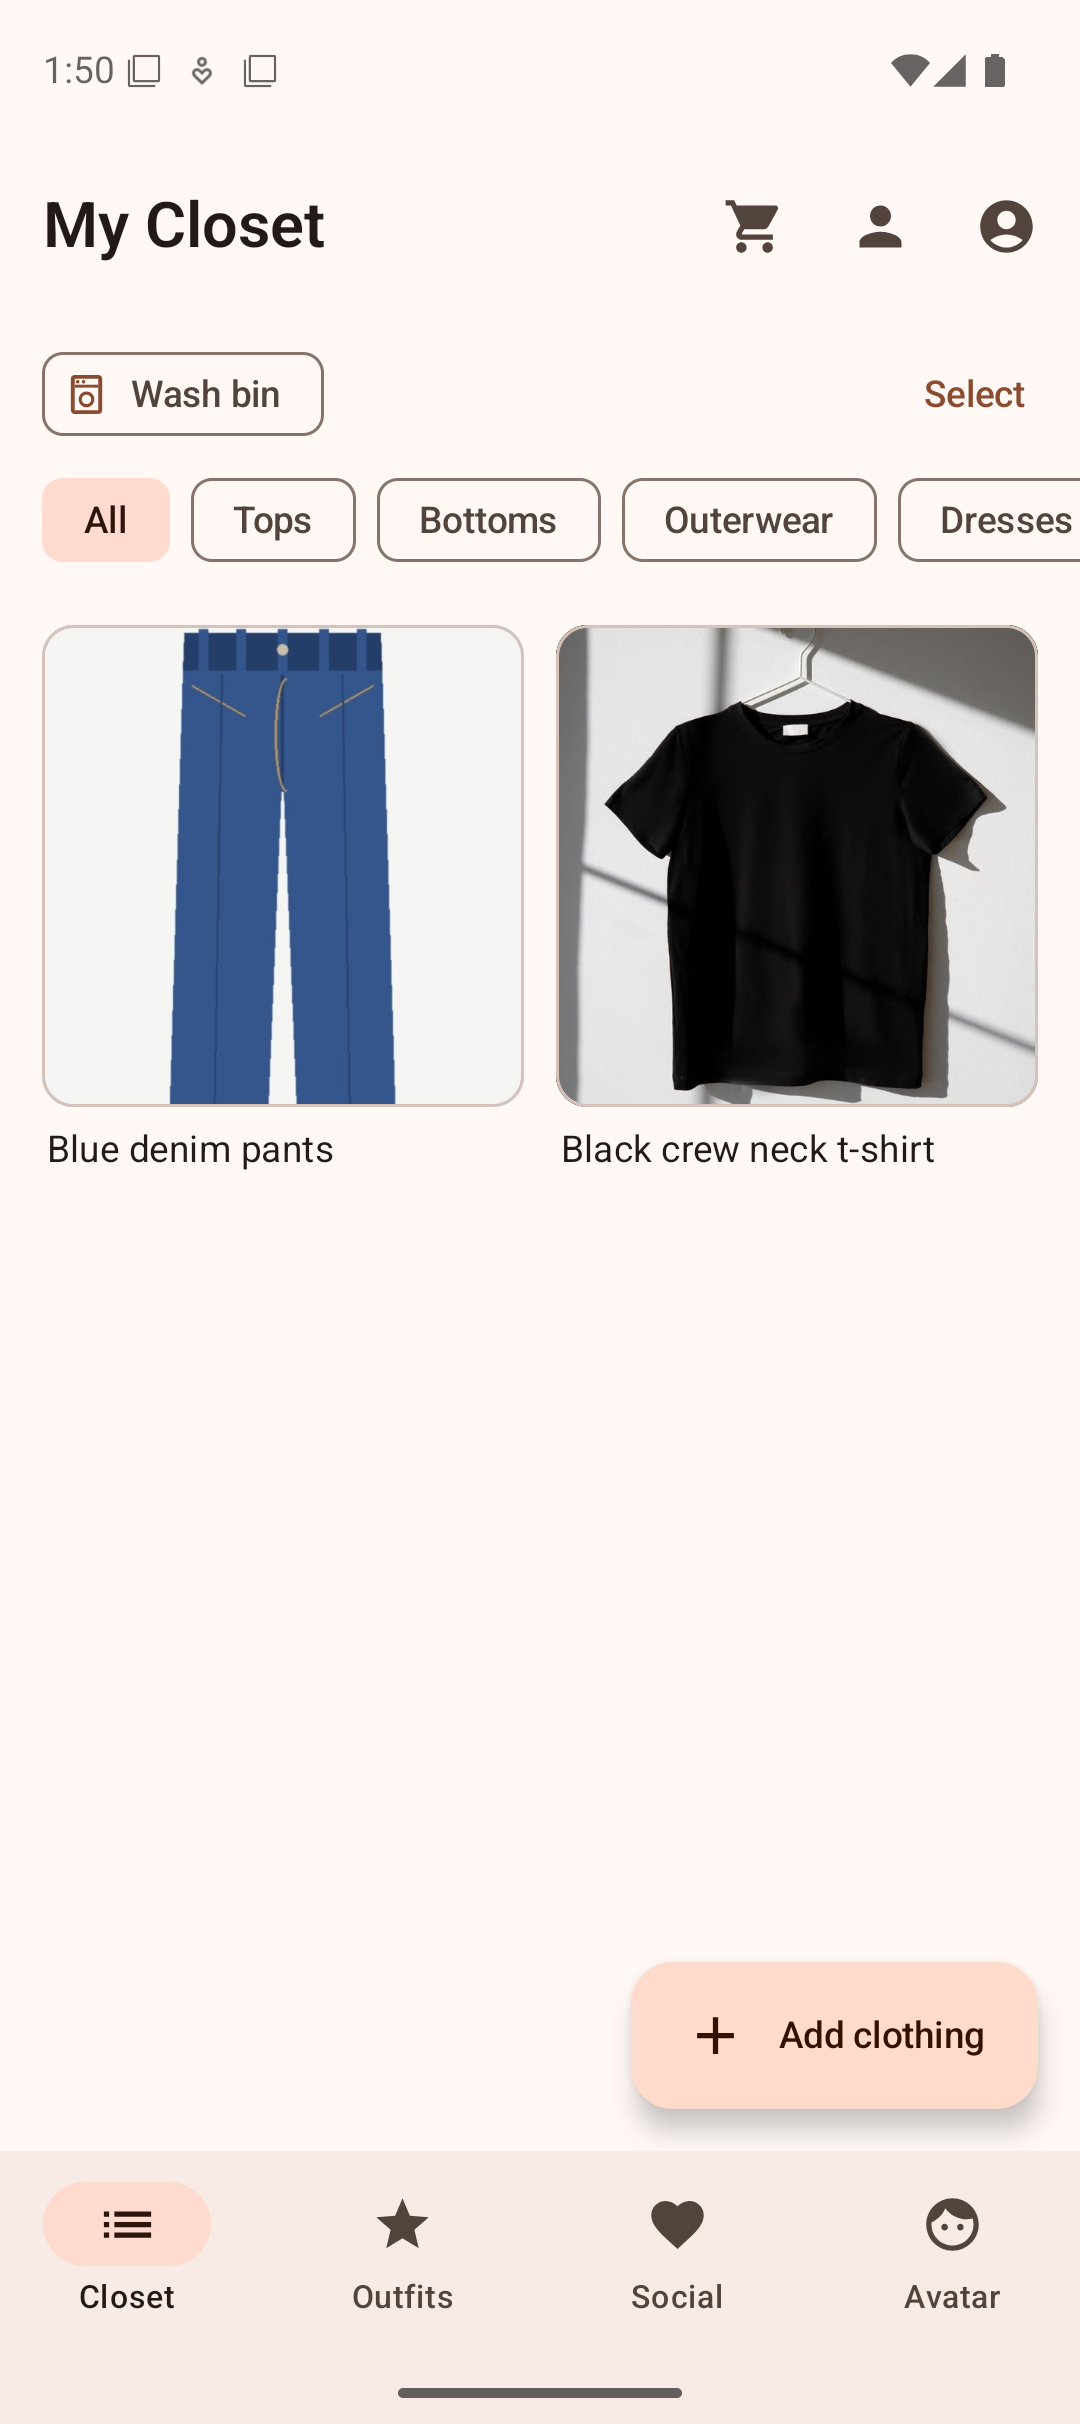 1:50
My Closet
Wash bin
Select
All
Tops
Bottoms
Outerwear
Dresses
Blue denim pants
Black crew neck t-shirt
Add clothing
Closet
Outfits
Social
Avatar